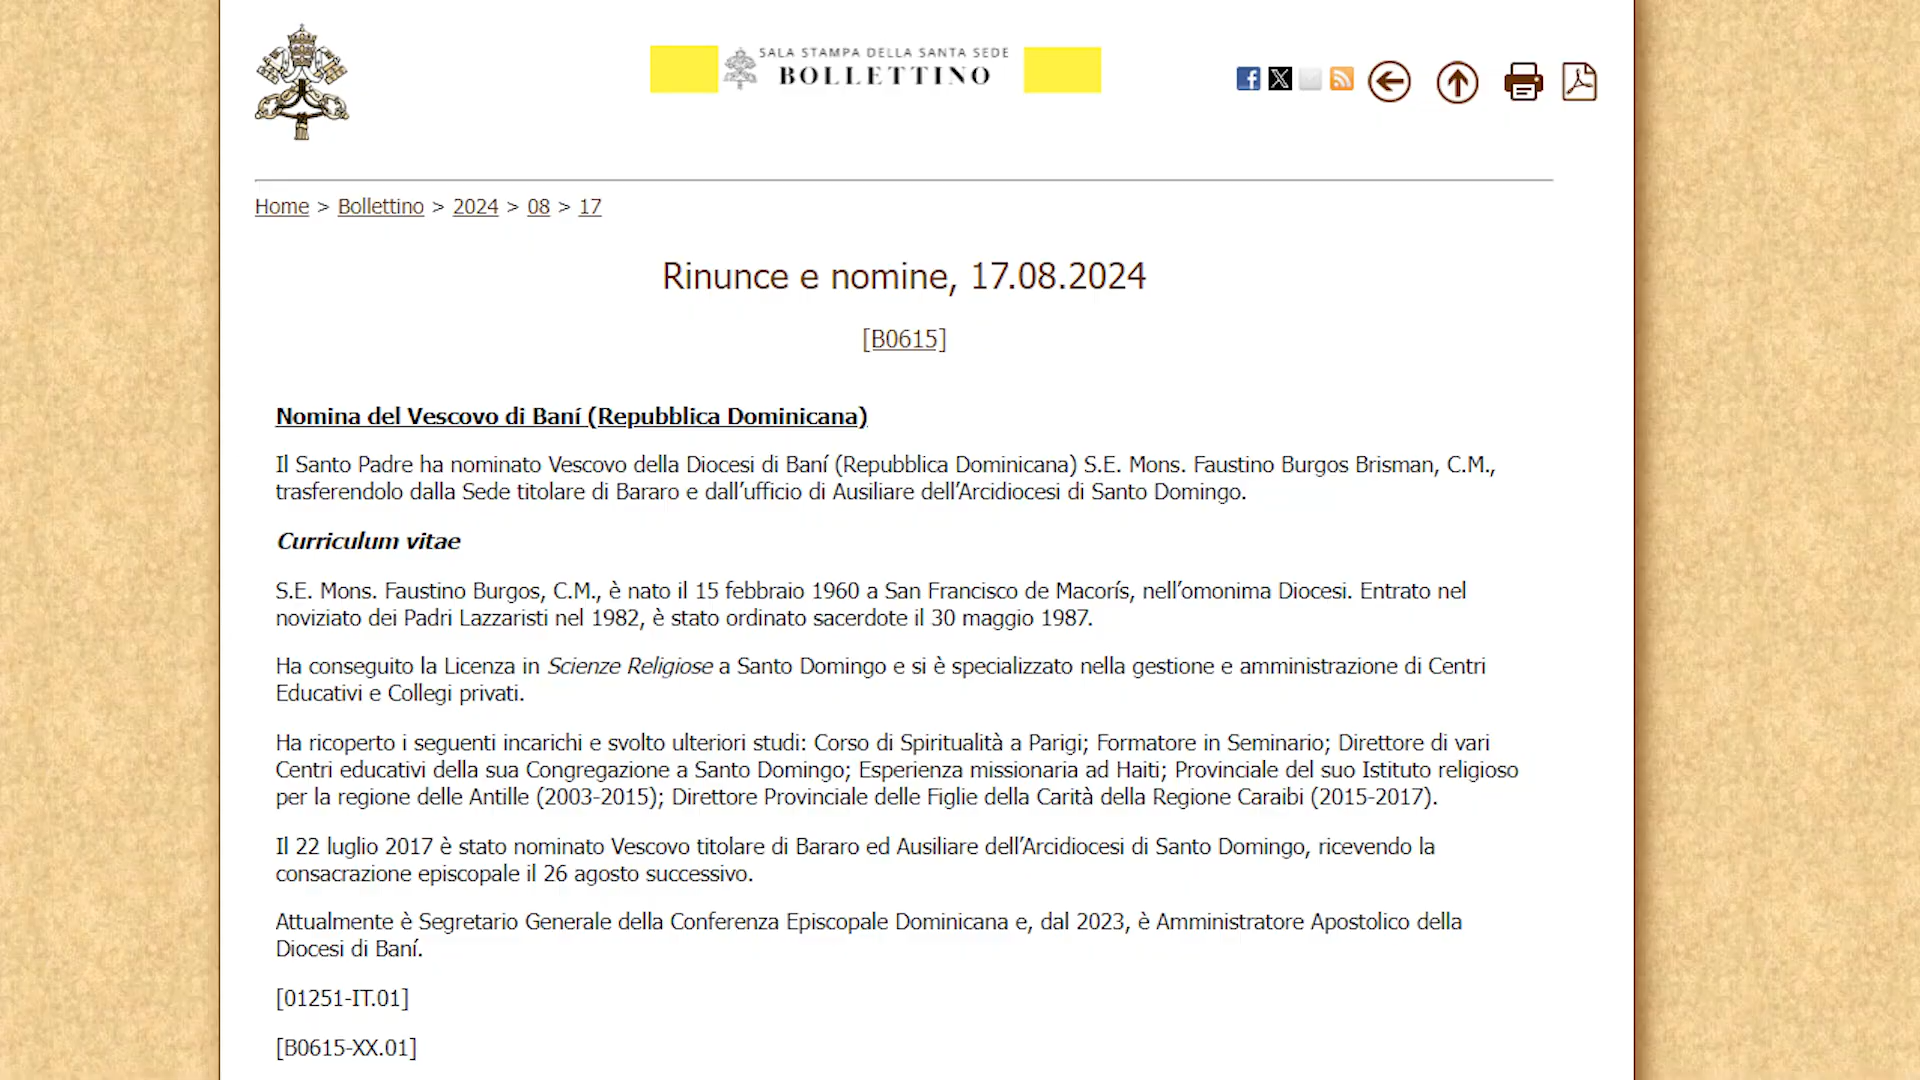 SALA STAMPA DELLA SANTA SEDE
BOLLETTINO
Home > Bollettino > 2024 > 08 > 17
Rinunce e nomine, 17.08.2024
[B0615]
Nomina del Vescovo di Baní (Repubblica Dominicana)
Il Santo Padre ha nominato Vescovo della Diocesi di Baní (Repubblica Dominicana) S.E. Mons. Faustino Burgos Brisman, C.M.,
trasferendolo dalla Sede titolare di Bararo e dall’ufficio di Ausiliare dell’Arcidiocesi di Santo Domingo.
Curriculum vitae
S.E. Mons. Faustino Burgos, C.M., è nato il 15 febbraio 1960 a San Francisco de Macorís, nell’omonima Diocesi. Entrato nel
noviziato dei Padri Lazzaristi nel 1982, è stato ordinato sacerdote il 30 maggio 1987.
Ha conseguito la Licenza in Scienze Religiose a Santo Domingo e si è specializzato nella gestione e amministrazione di Centri
Educativi e Collegi privati.
Ha ricoperto i seguenti incarichi e svolto ulteriori studi: Corso di Spiritualità a Parigi; Formatore in Seminario; Direttore di vari
Centri educativi della sua Congregazione a Santo Domingo; Esperienza missionaria ad Haiti; Provinciale del suo Istituto religioso
per la regione delle Antille (2003-2015); Direttore Provinciale delle Figlie della Carità della Regione Caraibi (2015-2017).
Il 22 luglio 2017 è stato nominato Vescovo titolare di Bararo ed Ausiliare dell’Arcidiocesi di Santo Domingo, ricevendo la
consacrazione episcopale il 26 agosto successivo.
Attualmente è Segretario Generale della Conferenza Episcopale Dominicana e, dal 2023, è Amministratore Apostolico della
Diocesi di Baní.
[01251-IT.01]
[B0615-XX.01]